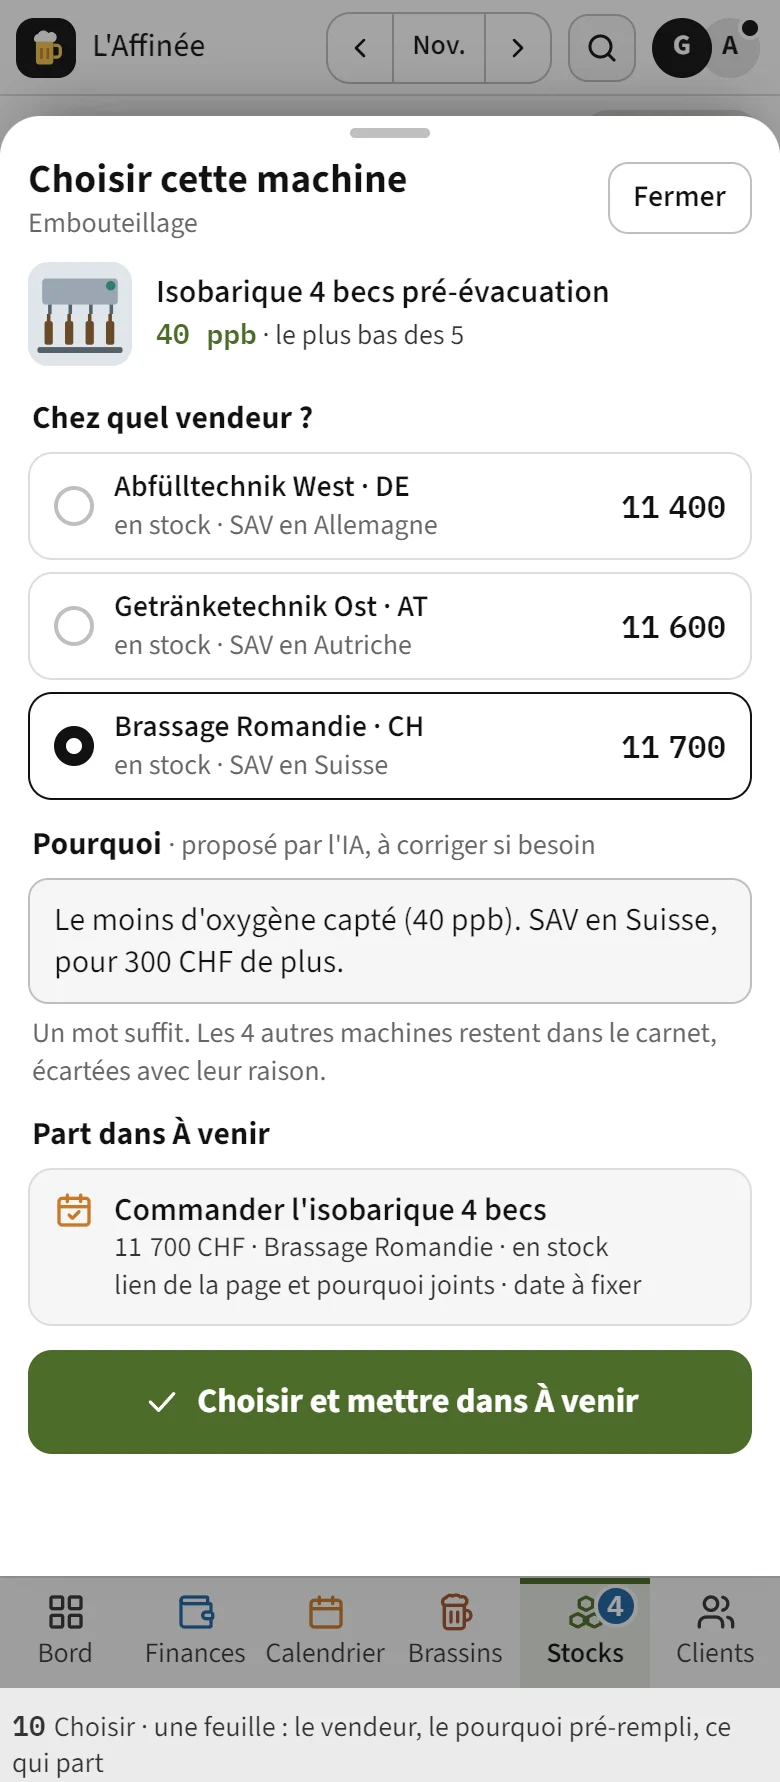 L'Affinée
Nov.
G
A
Choisir cette machine
Fermer
Embouteillage
Isobarique 4 becs pré-évacuation
40 ppb · le plus bas des 5
Chez quel vendeur ?
Abfülltechnik West · DE
en stock · SAV en Allemagne
11 400
Getränketechnik Ost · AT
en stock · SAV en Autriche
11 600
Brassage Romandie · CH
en stock · SAV en Suisse
11 700
Pourquoi · proposé par l'IA, à corriger si besoin
Le moins d'oxygène capté (40 ppb). SAV en Suisse,
pour 300 CHF de plus.
Un mot suffit. Les 4 autres machines restent dans le carnet,
écartées avec leur raison.
Part dans À venir
Commander l'isobarique 4 becs
11 700 CHF · Brassage Romandie · en stock
lien de la page et pourquoi joints · date à fixer
Choisir et mettre dans À venir
4
Bord
Finances
Calendrier
Brassins
Stocks
Clients
10 Choisir · une feuille : le vendeur, le pourquoi pré-rempli, ce
qui part